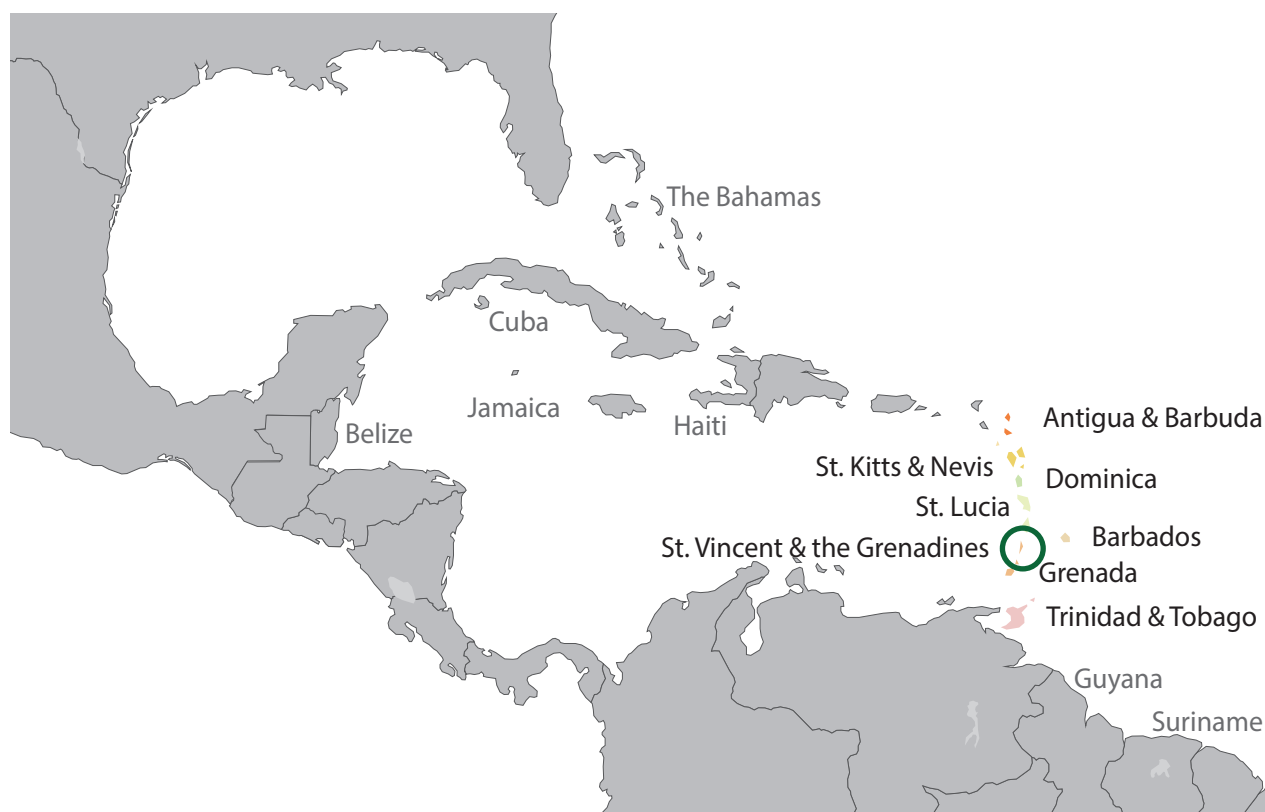 The Bahamas
Cuba
Jamaica
Haiti
Belize
Antigua & Barbuda
St. Kitts & Nevis
Dominica
St. Lucia
Barbados
St. Vincent & the Grenadines
Grenada
Trinidad & Tobago
Guyana
Suriname